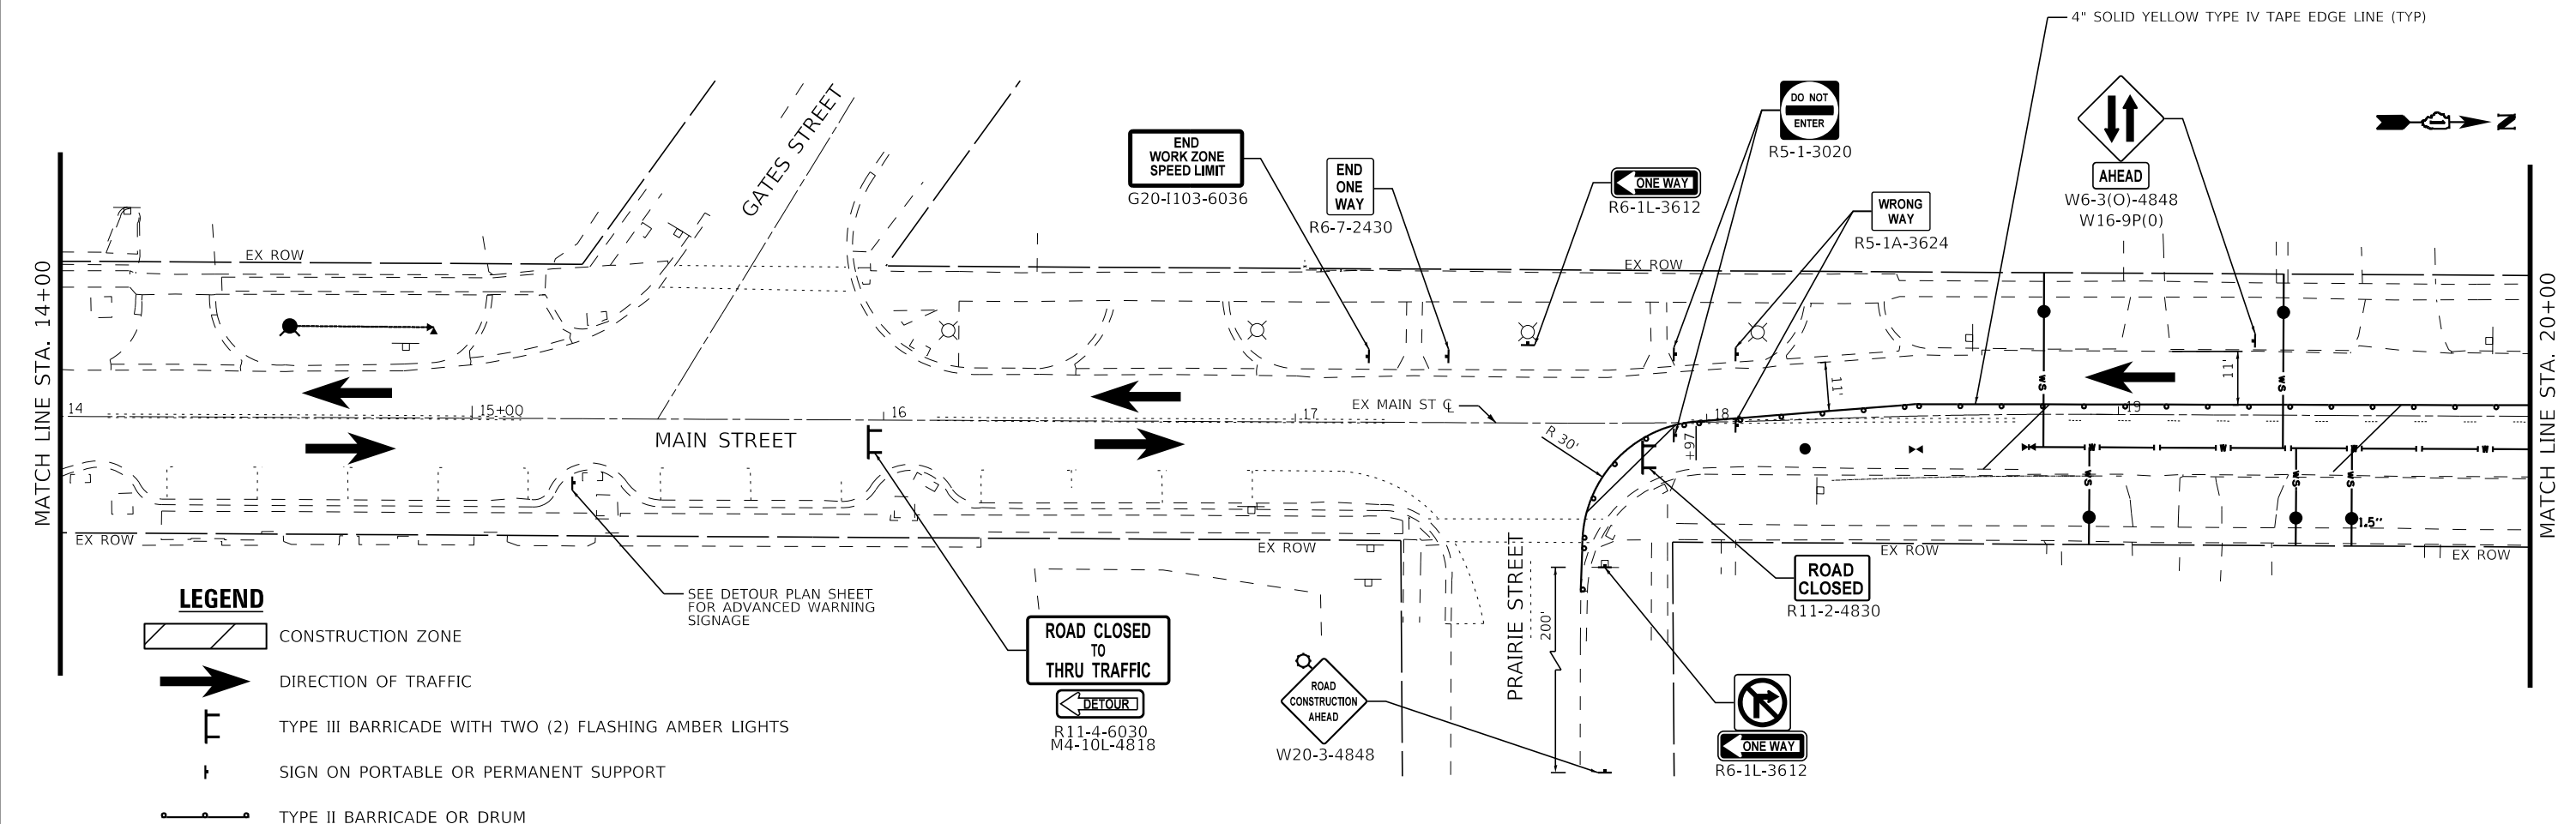 4" SOLID YELLOW TYPE IV TAPE EDGE LINE (TYP)
MATCH LINE STA. 14+00
GATES STREET
EX ROW
END
WORK ZONE
SPEED LIMIT
G20-I103-6036
END
ONE
WAY
R6-7-2430
ONE WAY
R6-1L-3612
DO NOT
ENTER
R5-1-3020
WRONG
WAY
R5-1A-3624
AHEAD
W6-3(O)-4848
W16-9P(0)
N
EX ROW
MATCH LINE STA. 20+00
14
15+00
16
17
18
19
EX MAIN ST CL
MAIN STREET
R 30'
+97
11'
11'
WS
WS
W
W
W
W
WS
WS
WS
1.5"
EX ROW
EX ROW
EX ROW
EX ROW
SEE DETOUR PLAN SHEET
FOR ADVANCED WARNING
SIGNAGE
ROAD CLOSED
TO
THRU TRAFFIC
DETOUR
R11-4-6030
M4-10L-4818
PRAIRIE STREET
200'
ROAD
CONSTRUCTION
AHEAD
W20-3-4848
ROAD
CLOSED
R11-2-4830
ONE WAY
R6-1L-3612
LEGEND
CONSTRUCTION ZONE
DIRECTION OF TRAFFIC
TYPE III BARRICADE WITH TWO (2) FLASHING AMBER LIGHTS
SIGN ON PORTABLE OR PERMANENT SUPPORT
TYPE II BARRICADE OR DRUM